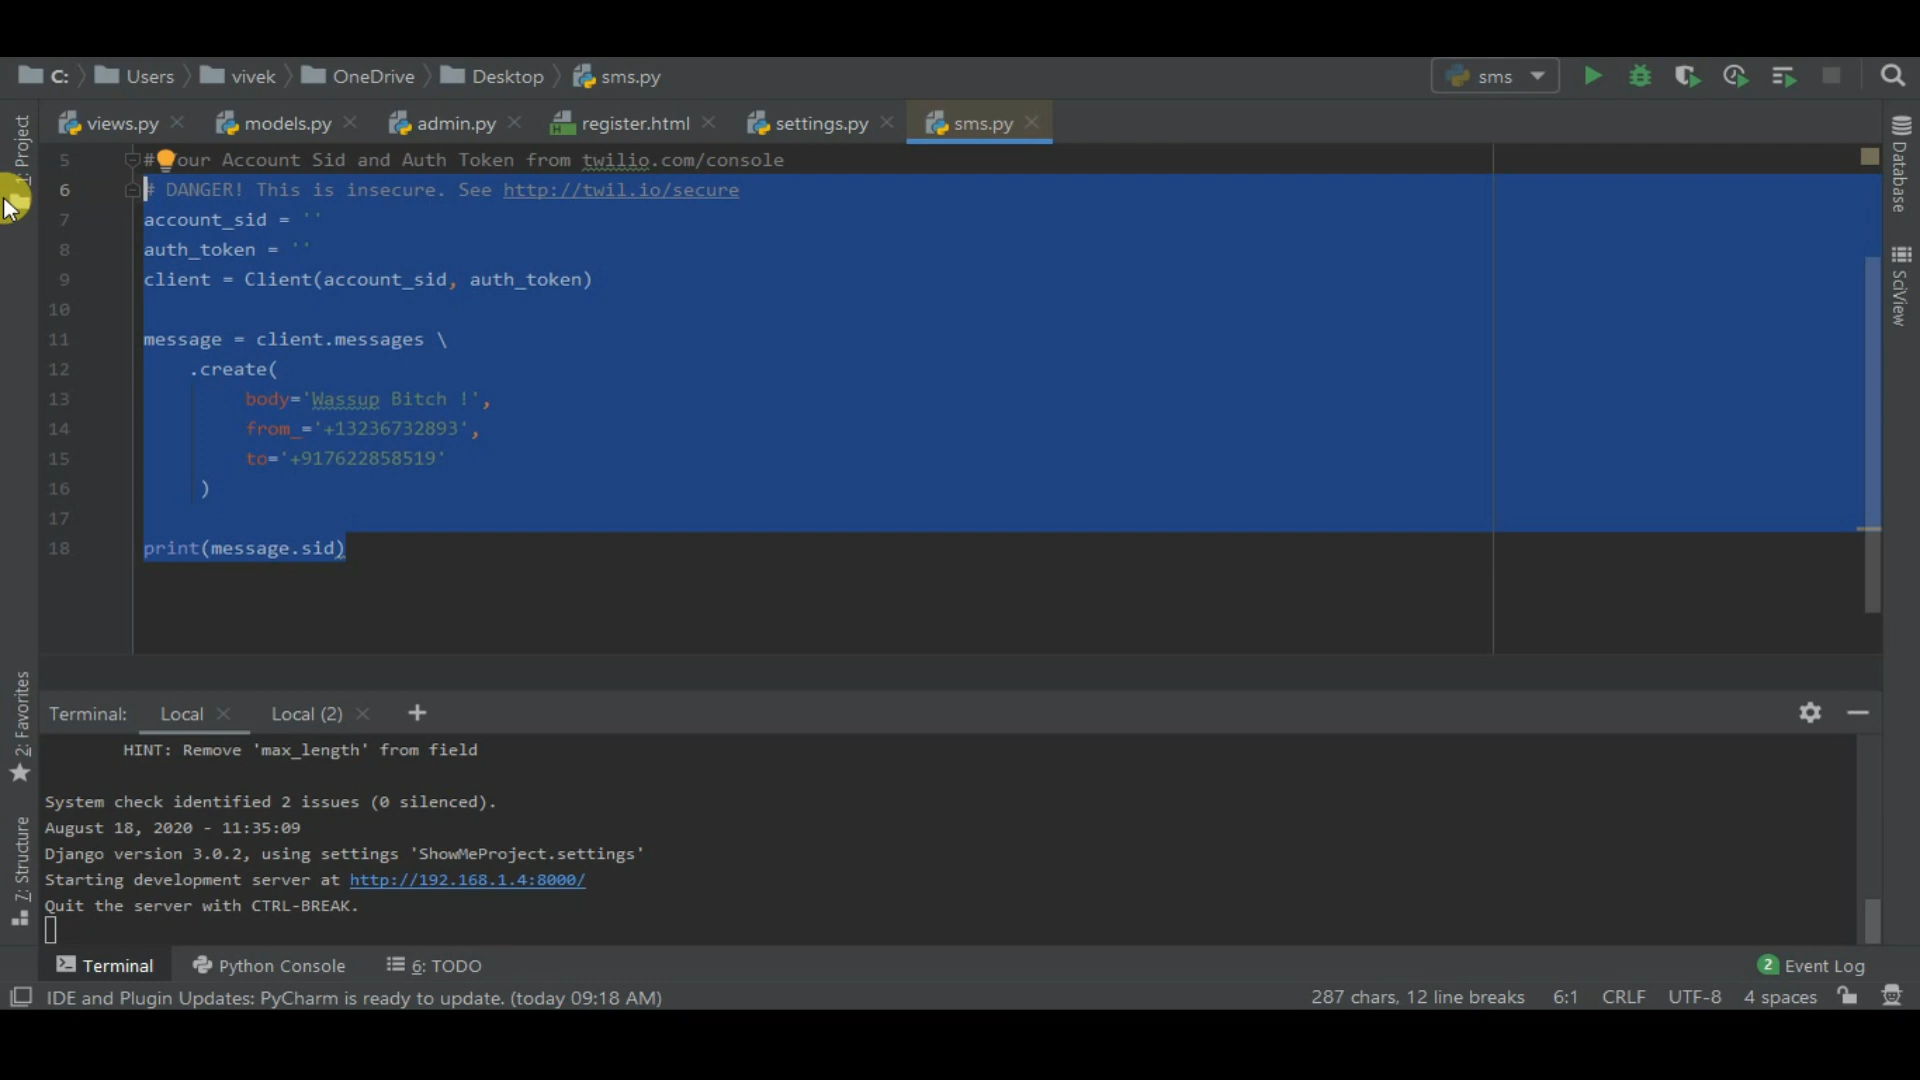 C: Users vivek OneDrive Desktop sms.py
sms
views.py models.py admin.py register.html settings.py sms.py
1: Project
Database
SciView
5 # our Account Sid and Auth Token from twilio.com/console
6 # DANGER! This is insecure. See http://twil.io/secure
7 account_sid = ''
8 auth_token = ''
9 client = Client(account_sid, auth_token)
10
11 message = client.messages \
12 .create(
13 body='Wassup Bitch !',
14 from_='+13236732893',
15 to='+917622858519'
16 )
17
18 print(message.sid)
2: Favorites
7: Structure
Terminal: Local Local (2) +
HINT: Remove 'max_length' from field
System check identified 2 issues (0 silenced).
August 18, 2020 - 11:35:09
Django version 3.0.2, using settings 'ShowMeProject.settings'
Starting development server at http://192.168.1.4:8000/
Quit the server with CTRL-BREAK.
Terminal Python Console 6: TODO 2 Event Log
IDE and Plugin Updates: PyCharm is ready to update. (today 09:18 AM) 287 chars, 12 line breaks 6:1 CRLF UTF-8 4 spaces